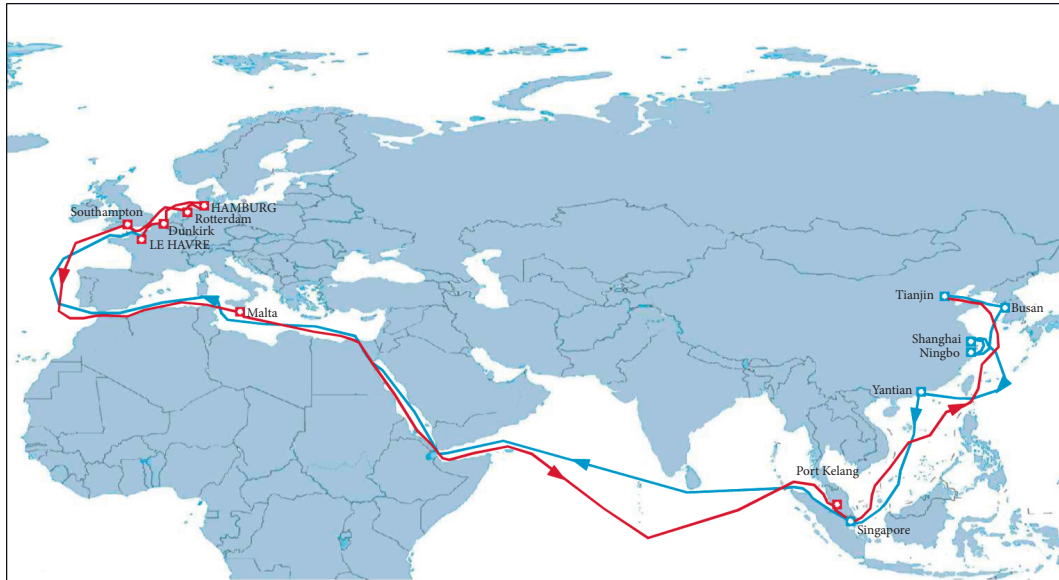 Southampton
HAMBURG
Rotterdam
Dunkirk
LE HAVRE
Malta
Tianjin
Busan
Shanghai
Ningbo
Yantian
Port Kelang
Singapore